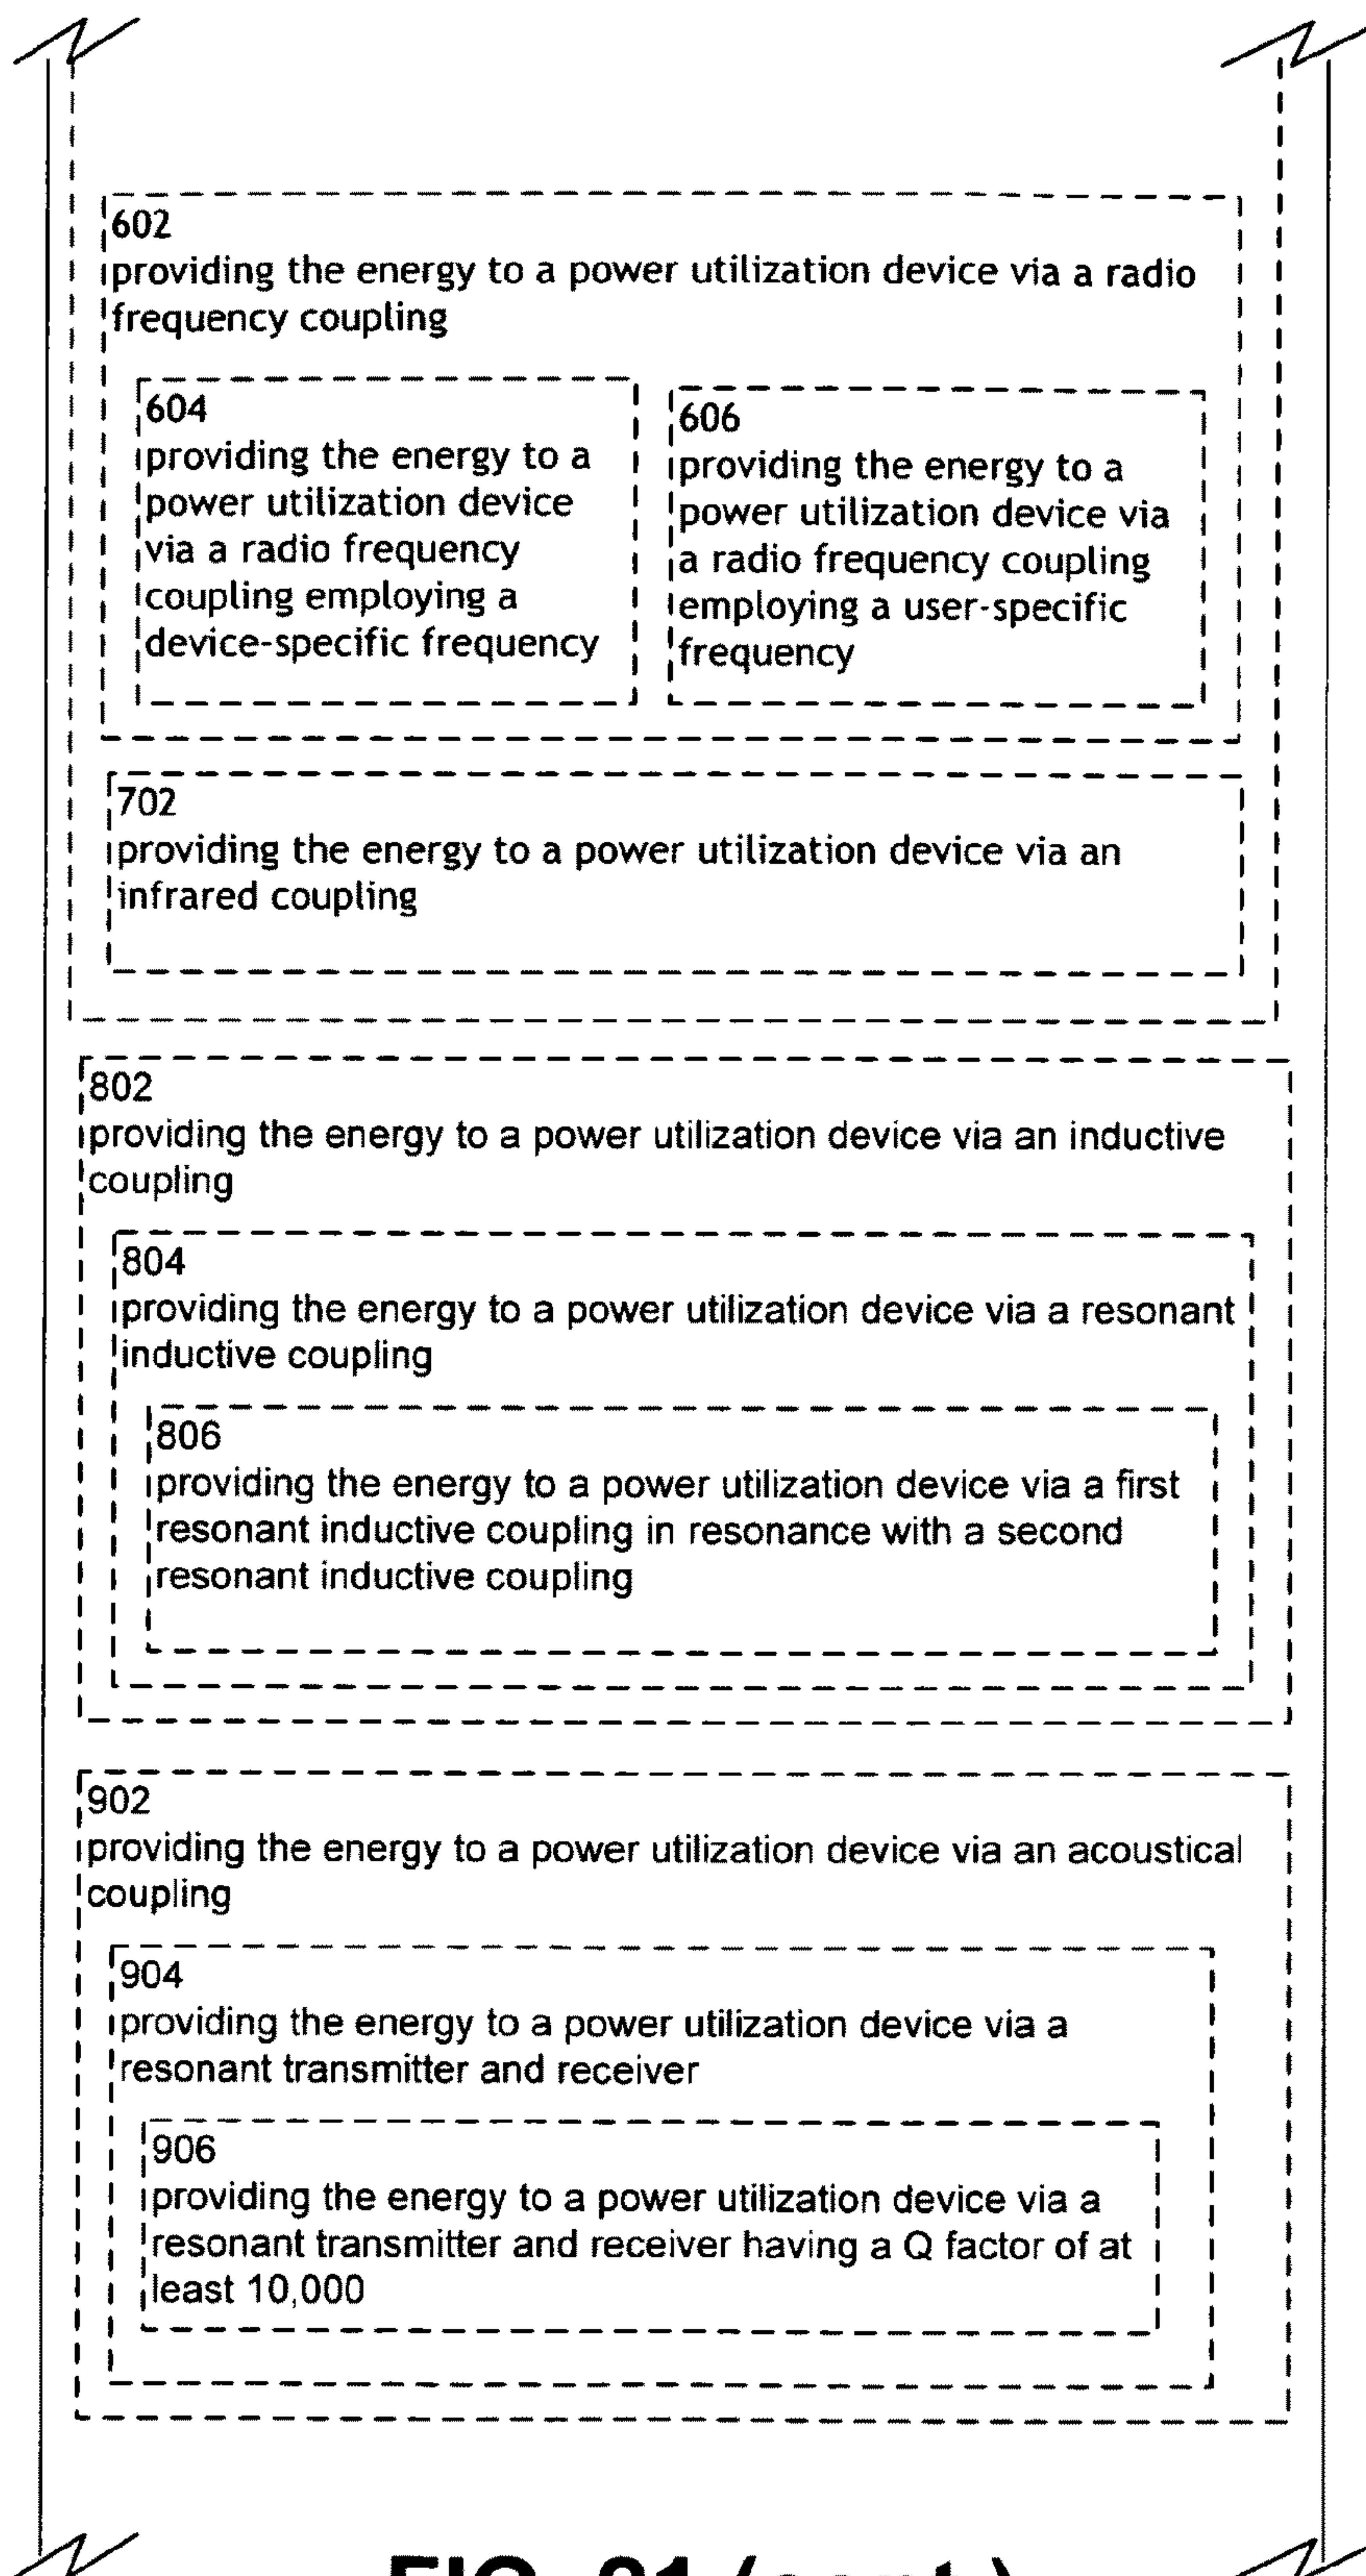 602
providing the energy to a power utilization device via a radio
frequency coupling
604
providing the energy to a
power utilization device
via a radio frequency
coupling employing a
device-specific frequency
606
providing the energy to a
power utilization device via
a radio frequency coupling
employing a user-specific
frequency
702
providing the energy to a power utilization device via an
infrared coupling
802
providing the energy to a power utilization device via an inductive
coupling
804
providing the energy to a power utilization device via a resonant
inductive coupling
806
providing the energy to a power utilization device via a first
resonant inductive coupling in resonance with a second
resonant inductive coupling
902
providing the energy to a power utilization device via an acoustical
coupling
904
providing the energy to a power utilization device via a
resonant transmitter and receiver
906
providing the energy to a power utilization device via a
resonant transmitter and receiver having a Q factor of at
least 10,000
FIG. 21 (cont.)